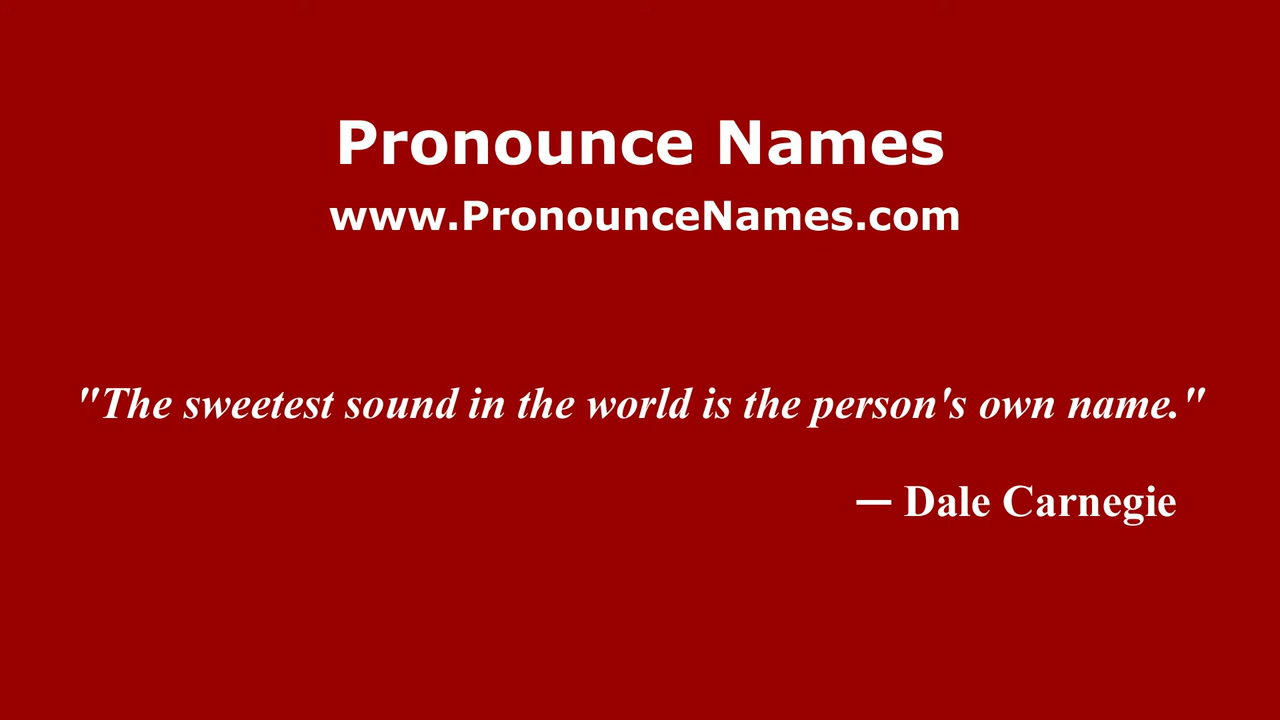 Pronounce Names
www.PronounceNames.com
"The sweetest sound in the world is the person's own name."
— Dale Carnegie